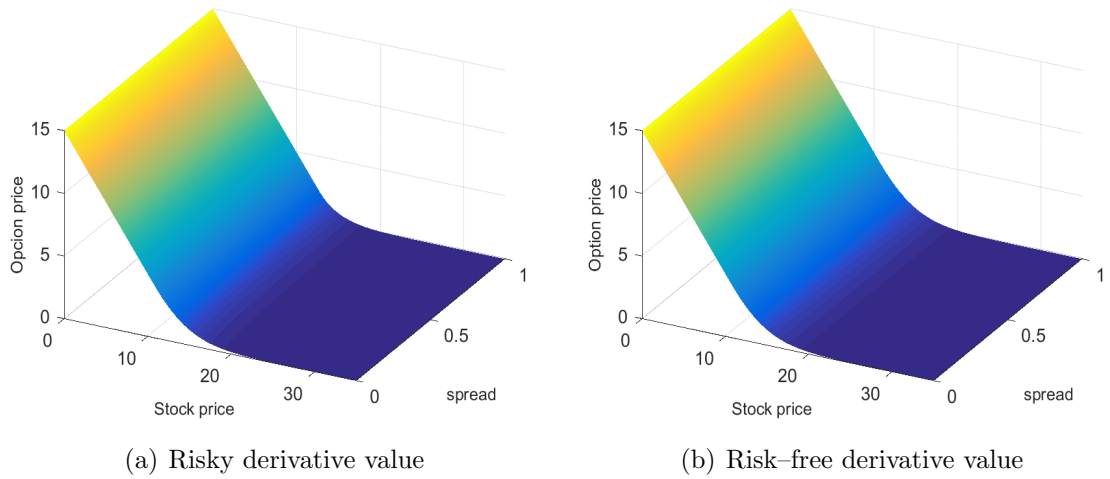 15
10
5
0
Opcion price
0
10
20
30
Stock price
0
0.5
1
spread
(a) Risky derivative value
15
10
5
0
Option price
0
10
20
30
Stock price
0
0.5
1
spread
(b) Risk–free derivative value